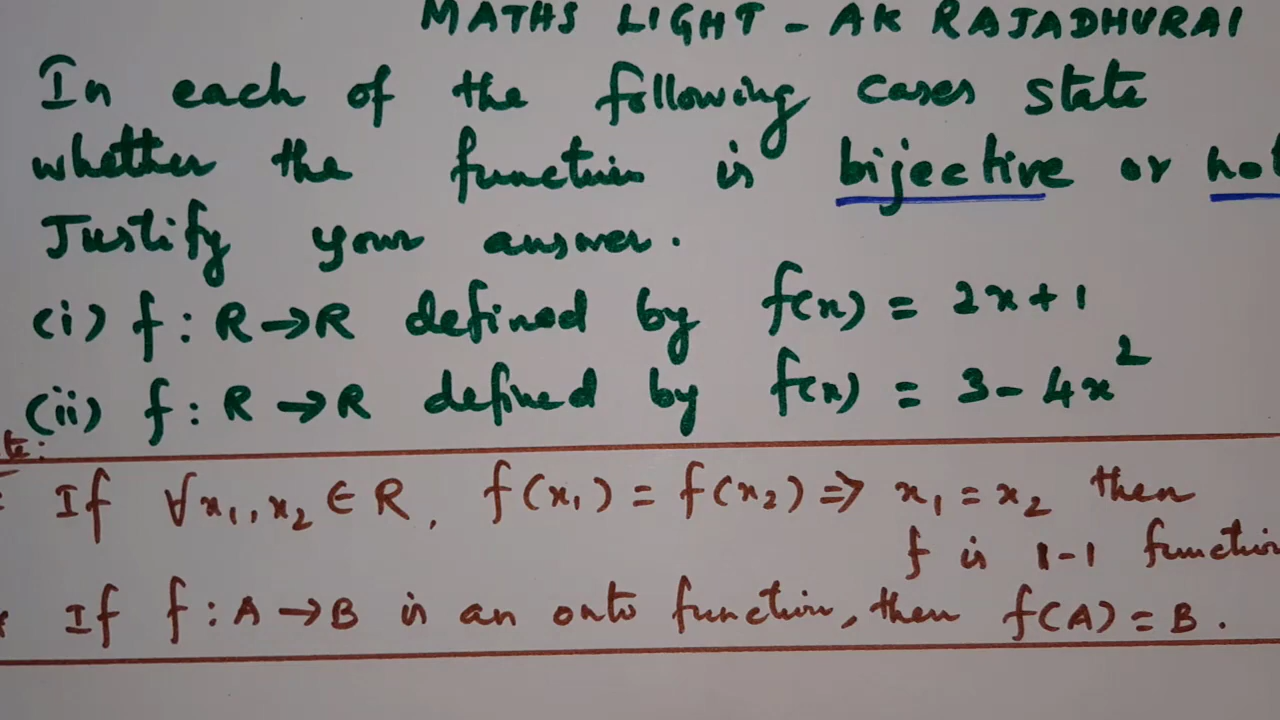 MATHS LIGHT - AK RAJADHURAI
In each of the following cases state
whether the function is bijective or not
Justify your answer.
(i) f : R → R defined by f(x) = 2x + 1
(ii) f : R → R defined by f(x) = 3 - 4x²
te:
If ∀x₁, x₂ ∈ R, f(x₁) = f(x₂) ⇒ x₁ = x₂ then
f is 1-1 function
If f : A → B is an onto function, then f(A) = B.